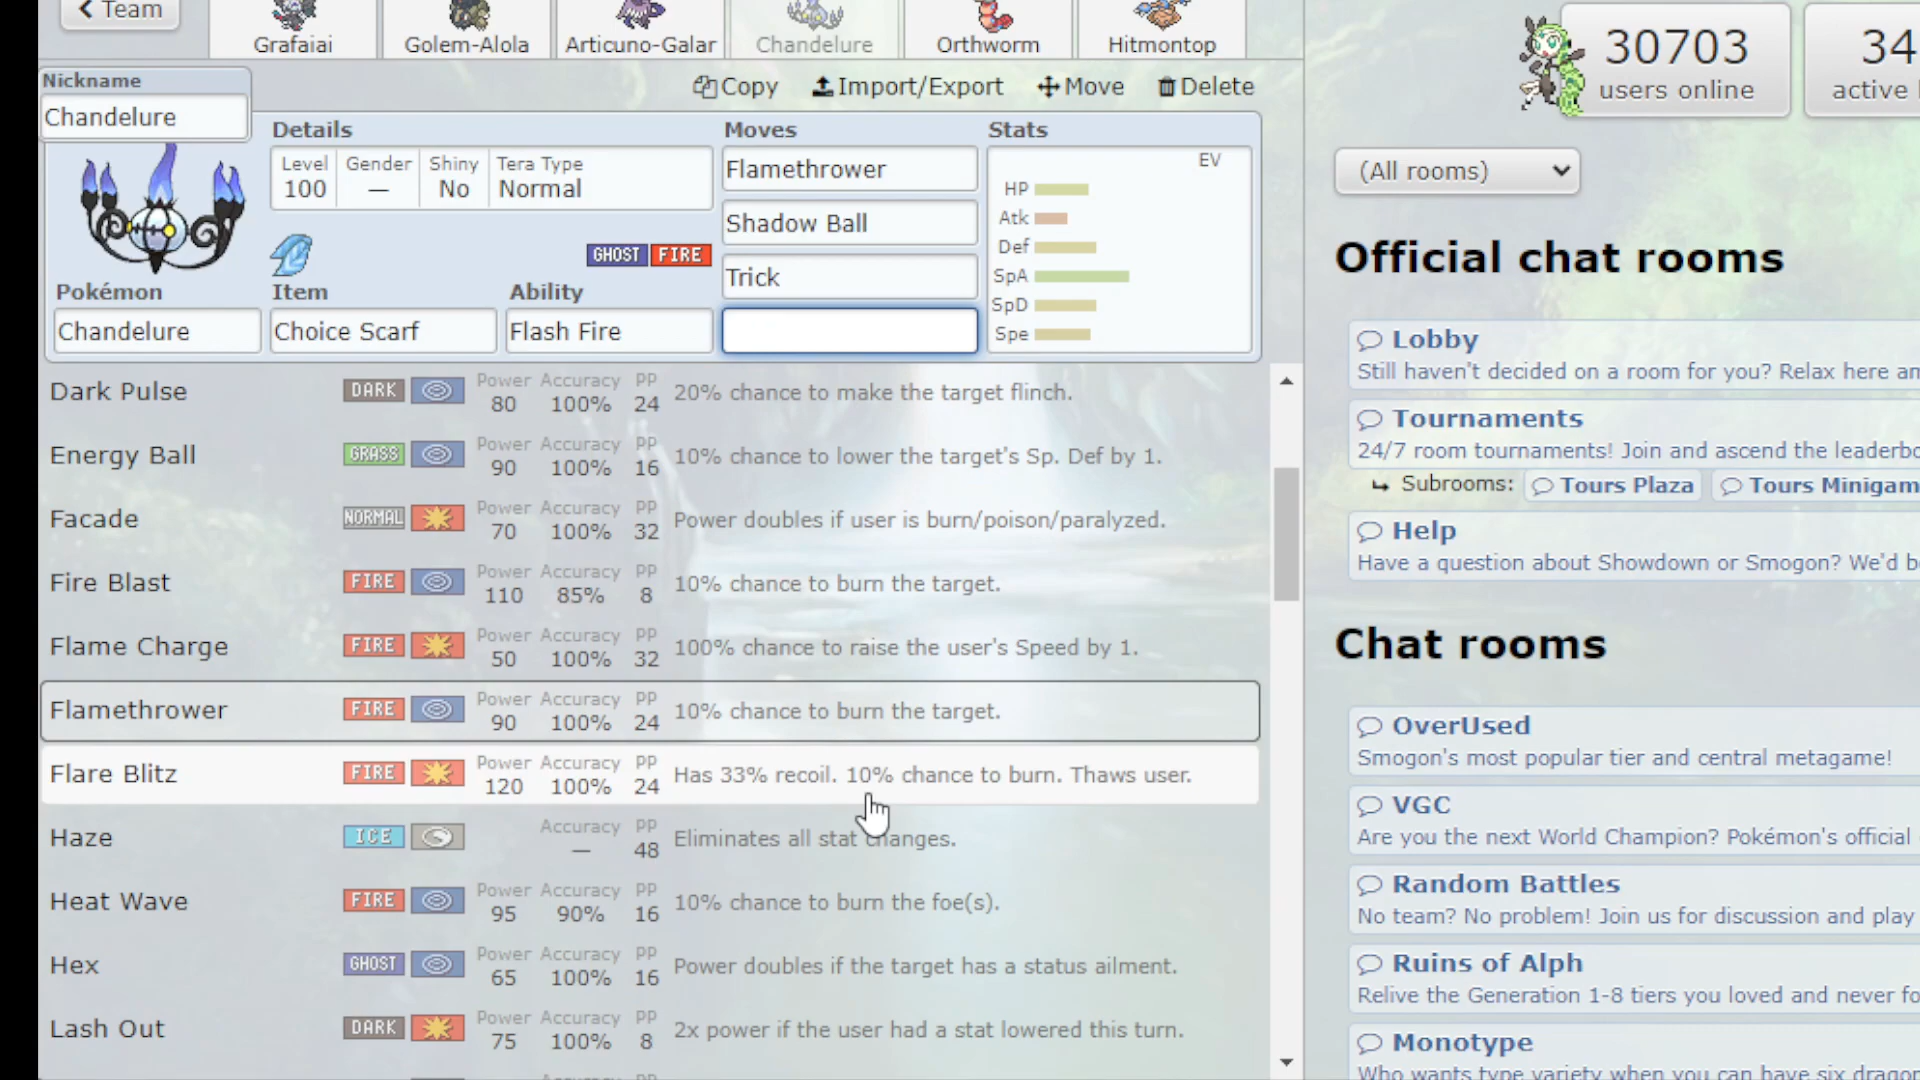 Team
Grafaiai
Golem-Alola
Articuno-Galar
Chandelure
Orthworm
Hitmontop
Nickname
Chandelure
Copy
Import/Export
Move
Delete
Details
Level
100
Gender
—
Shiny
No
Tera Type
Normal
GHOST FIRE
Pokémon
Chandelure
Item
Choice Scarf
Ability
Flash Fire
Moves
Flamethrower
Shadow Ball
Trick
Stats
EV
HP
Atk
Def
SpA
SpD
Spe
Dark Pulse DARK Power 80 Accuracy 100% PP 24 20% chance to make the target flinch.
Energy Ball GRASS Power 90 Accuracy 100% PP 16 10% chance to lower the target's Sp. Def by 1.
Facade NORMAL Power 70 Accuracy 100% PP 32 Power doubles if user is burn/poison/paralyzed.
Fire Blast FIRE Power 110 Accuracy 85% PP 8 10% chance to burn the target.
Flame Charge FIRE Power 50 Accuracy 100% PP 32 100% chance to raise the user's Speed by 1.
Flamethrower FIRE Power 90 Accuracy 100% PP 24 10% chance to burn the target.
Flare Blitz FIRE Power 120 Accuracy 100% PP 24 Has 33% recoil. 10% chance to burn. Thaws user.
Haze ICE Accuracy — PP 48 Eliminates all stat changes.
Heat Wave FIRE Power 95 Accuracy 90% PP 16 10% chance to burn the foe(s).
Hex GHOST Power 65 Accuracy 100% PP 16 Power doubles if the target has a status ailment.
Lash Out DARK Power 75 Accuracy 100% PP 8 2x power if the user had a stat lowered this turn.
30703
users online
34
active
(All rooms)
Official chat rooms
Lobby
Still haven't decided on a room for you? Relax here
Tournaments
24/7 room tournaments! Join and ascend the
Subrooms: Tours Plaza Tours
Help
Have a question about Showdown or Smogon? We'd
Chat rooms
OverUsed
Smogon's most popular tier and central metagame!
VGC
Are you the next World Champion? Pokémon's official
Random Battles
No team? No problem! Join us for discussion and play
Ruins of Alph
Relive the Generation 1-8 tiers you loved and never
Monotype
Who wants type variety when you can have six